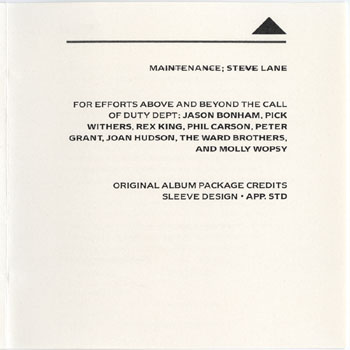 MAINTENANCE; STEVE LANE
FOR EFFORTS ABOVE AND BEYOND THE CALL
OF DUTY DEPT: JASON BONHAM, PICK
WITHERS, REX KING, PHIL CARSON, PETER
GRANT, JOAN HUDSON, THE WARD BROTHERS,
AND MOLLY WOPSY
ORIGINAL ALBUM PACKAGE CREDITS
SLEEVE DESIGN • APP. STD